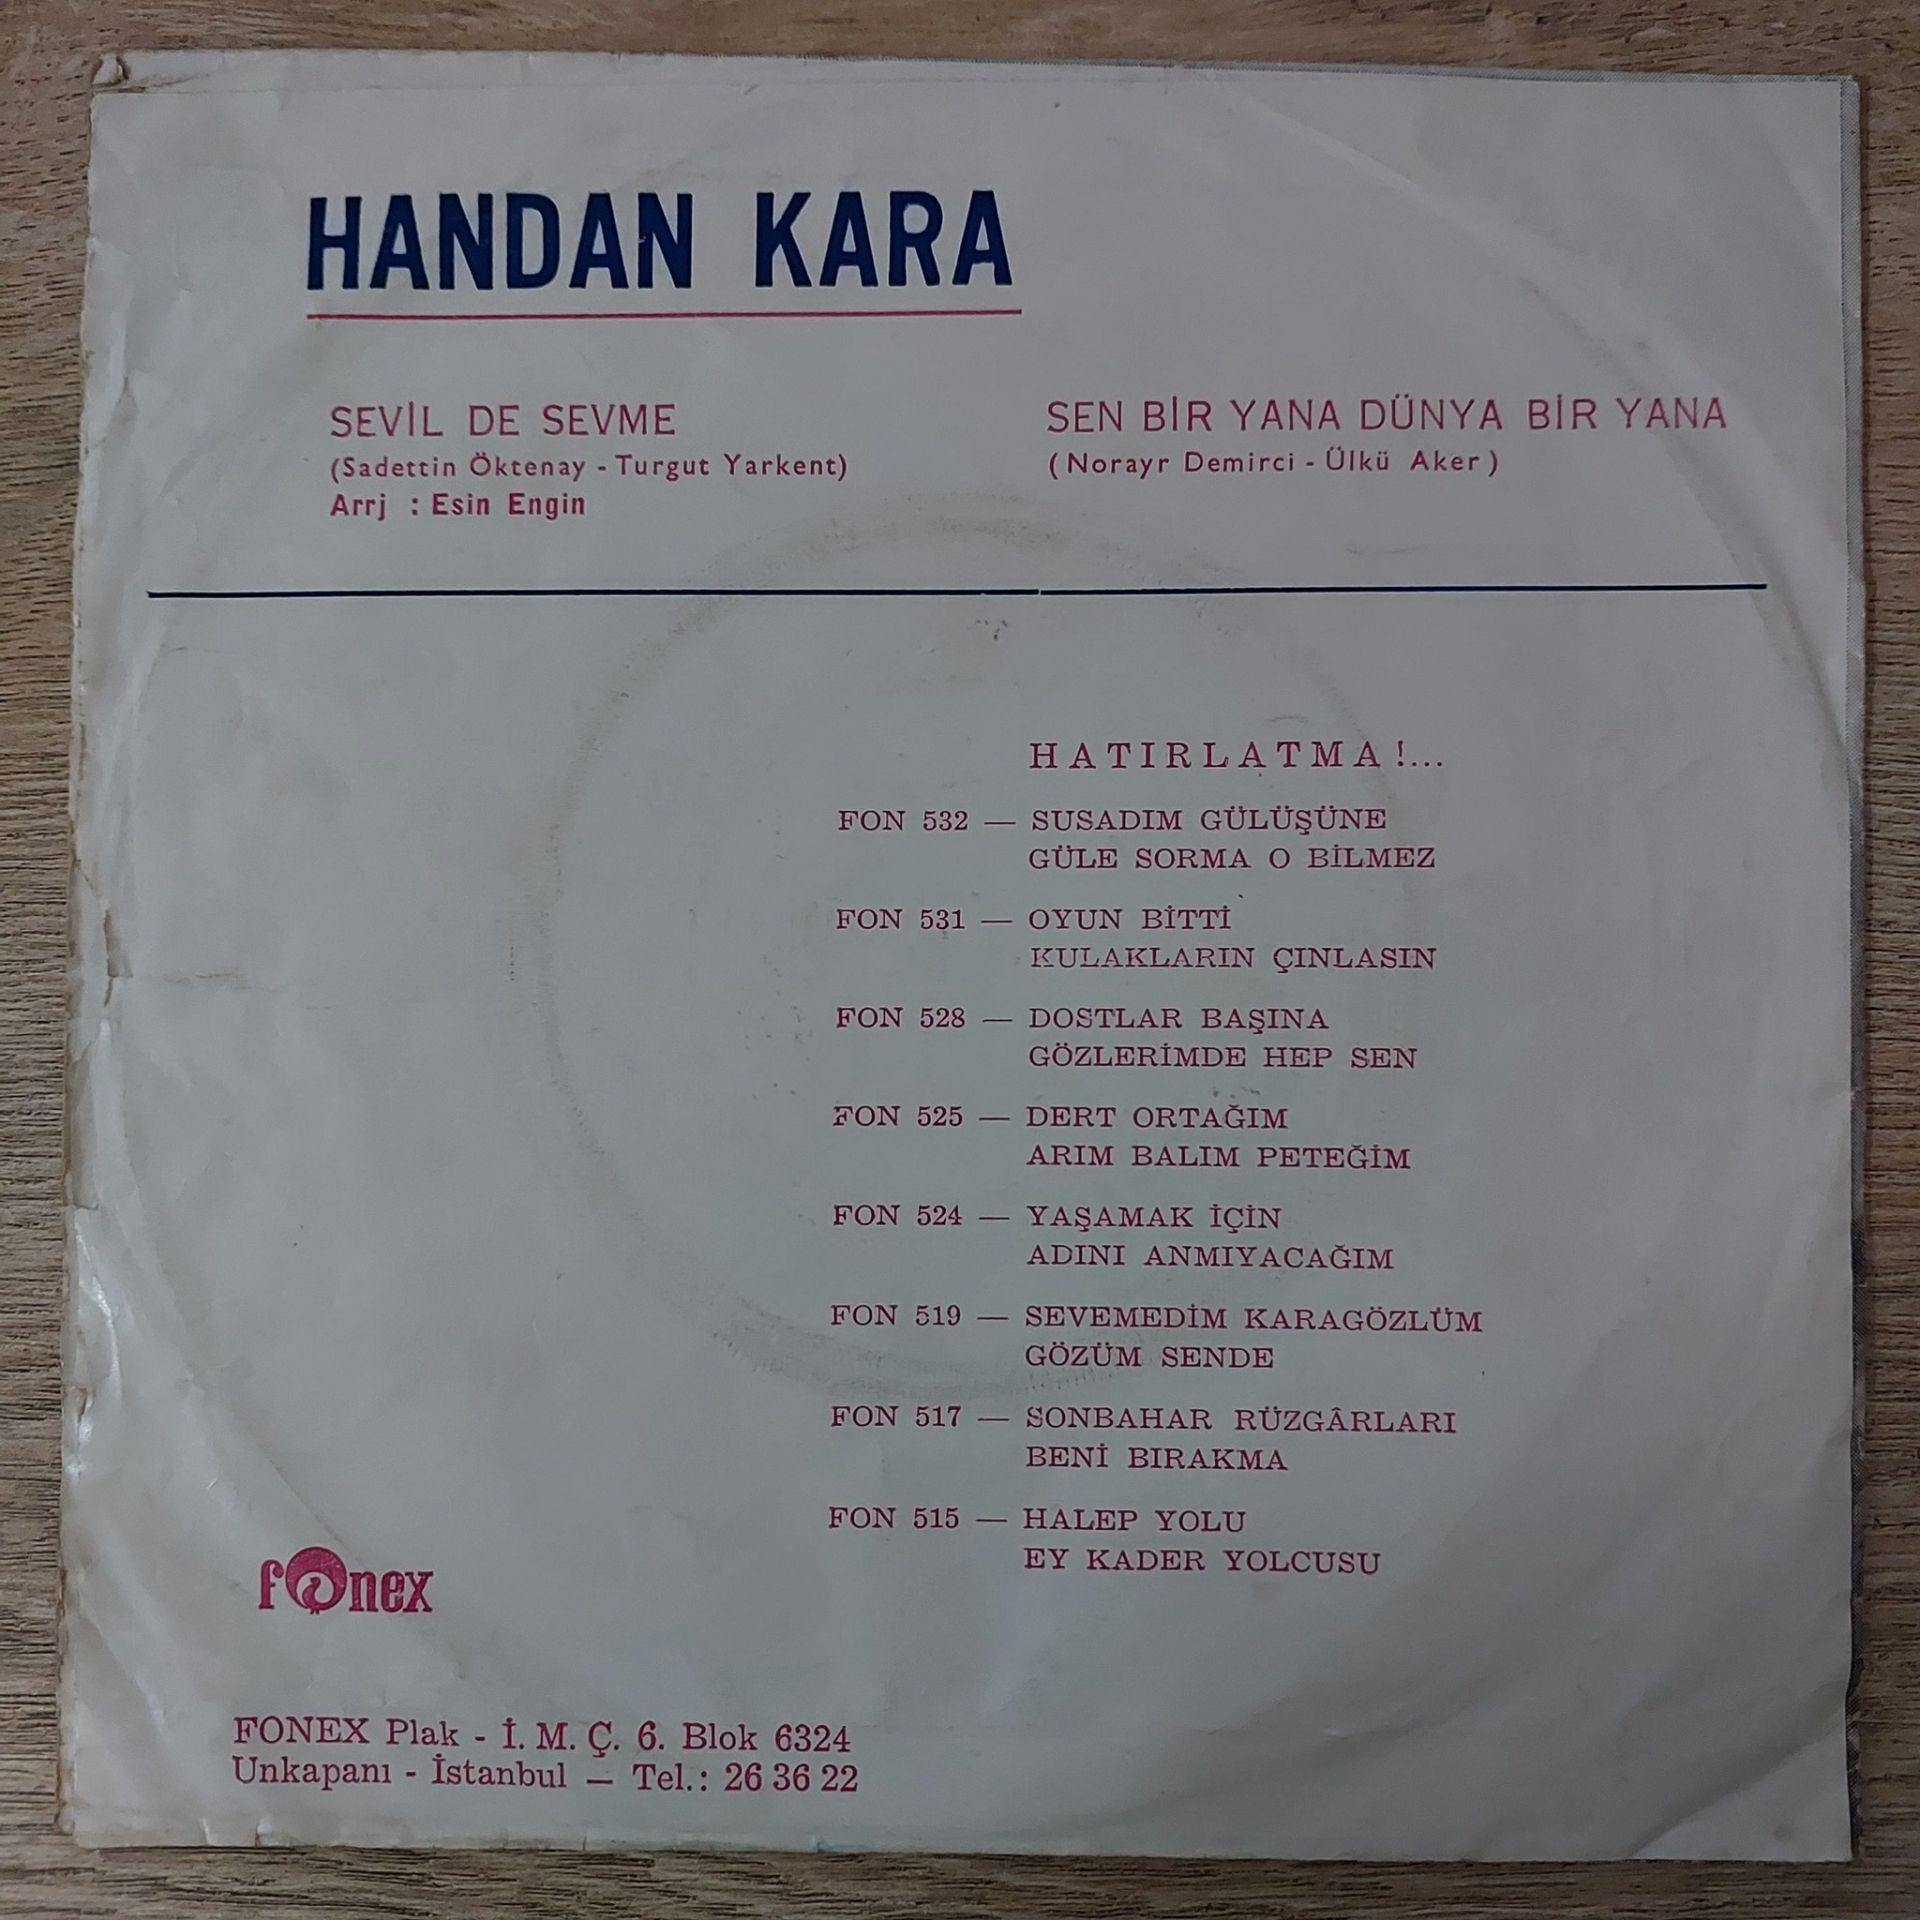 HANDAN KARA
SEVİL DE SEVME
(Sadettin Öktenay - Turgut Yarkent)
Arrj : Esin Engin
SEN BİR YANA DÜNYA BİR YANA
(Norayr Demirci - Ülkü Aker)
HATIRLATMA!...
FON 532 — SUSADIM GÜLÜŞÜNE
GÜLE SORMA O BİLMEZ
FON 531 — OYUN BİTTİ
KULAKLARIN ÇINLASIN
FON 528 — DOSTLAR BAŞINA
GÖZLERİMDE HEP SEN
FON 525 — DERT ORTAĞIM
ARIM BALIM PETEĞİM
FON 524 — YAŞAMAK İÇİN
ADINI ANMIYACAĞIM
FON 519 — SEVEMEDİM KARAGÖZLÜM
GÖZÜM SENDE
FON 517 — SONBAHAR RÜZGÂRLARI
BENİ BIRAKMA
FON 515 — HALEP YOLU
EY KADER YOLCUSU
fonex
FONEX Plak - İ. M. Ç. 6. Blok 6324
Unkapanı - İstanbul — Tel.: 26 36 22